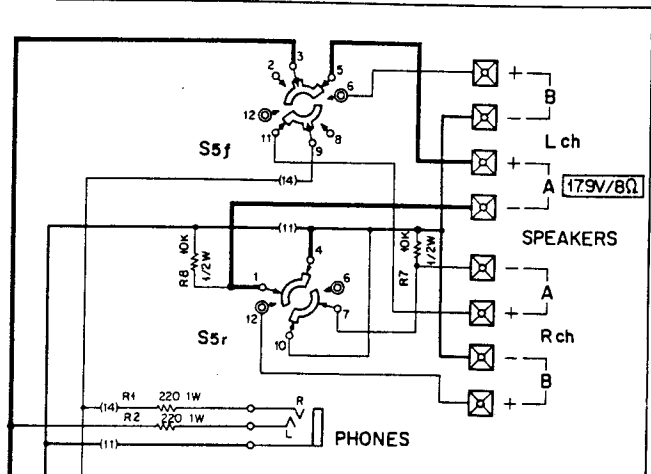 3
5
2
6
12
11
8
9
S5f
(14)
+
B
−
L ch
+
A
17.9V/8Ω
−
SPEAKERS
R8
10K
1/2W
(11)
4
10K
1/2W
R7
1
6
12
7
10
S5r
−
A
+
R ch
−
B
+
R1
(14)
220 1W
R
R2
220 1W
L
(11)
PHONES